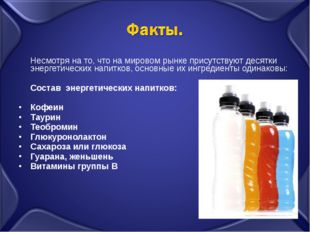 Факты.
Несмотря на то, что на мировом рынке присутствуют десятки
энергетических напитков, основные их ингредиенты одинаковы:
Состав энергетических напитков:
• Кофеин
• Таурин
• Теобромин
• Глюкуронолактон
• Сахароза или глюкоза
• Гуарана, женьшень
• Витамины группы В